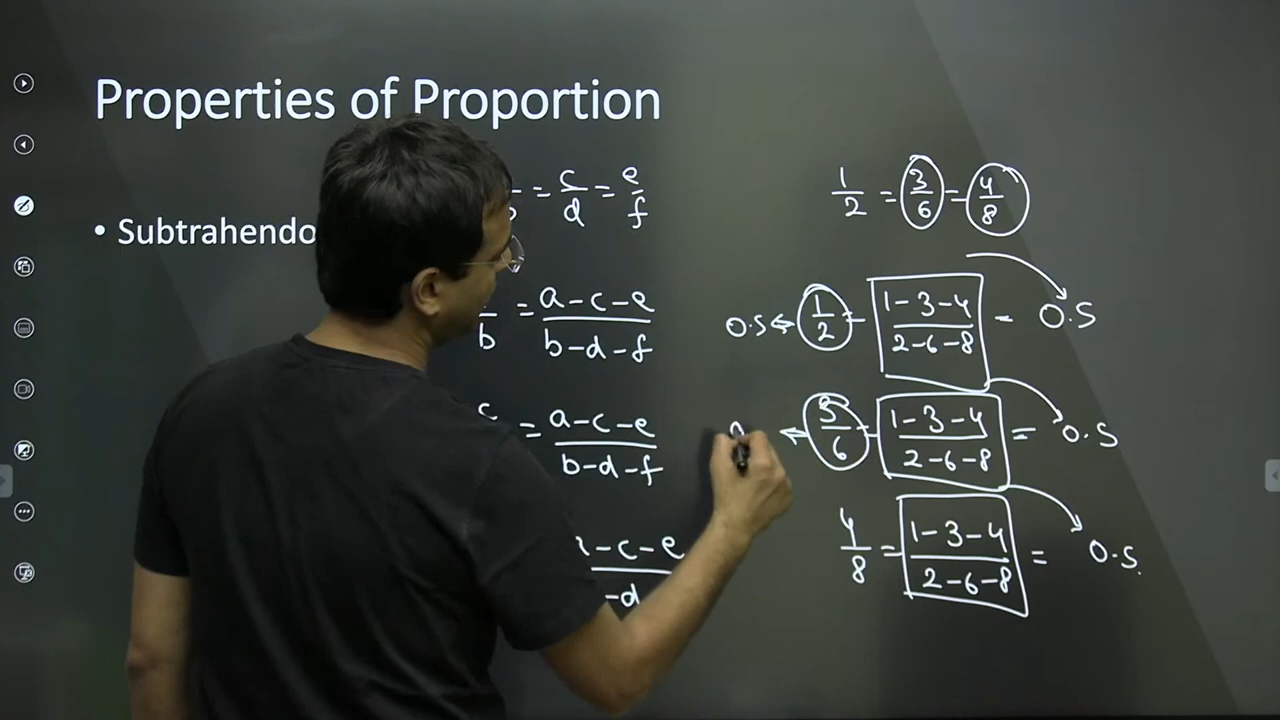 Properties of Proportion
• Subtrahendo
= c/d = e/f
1/2 = 3/6 = 4/8
b = (a-c-e)/(b-d-f)
0.5 ← 1/2 = (1-3-4)/(2-6-8) = 0.5
c = (a-c-e)/(b-d-f)
← 3/6 = (1-3-4)/(2-6-8) = 0.5
-c-e
-d
4/8 = (1-3-4)/(2-6-8) = 0.5